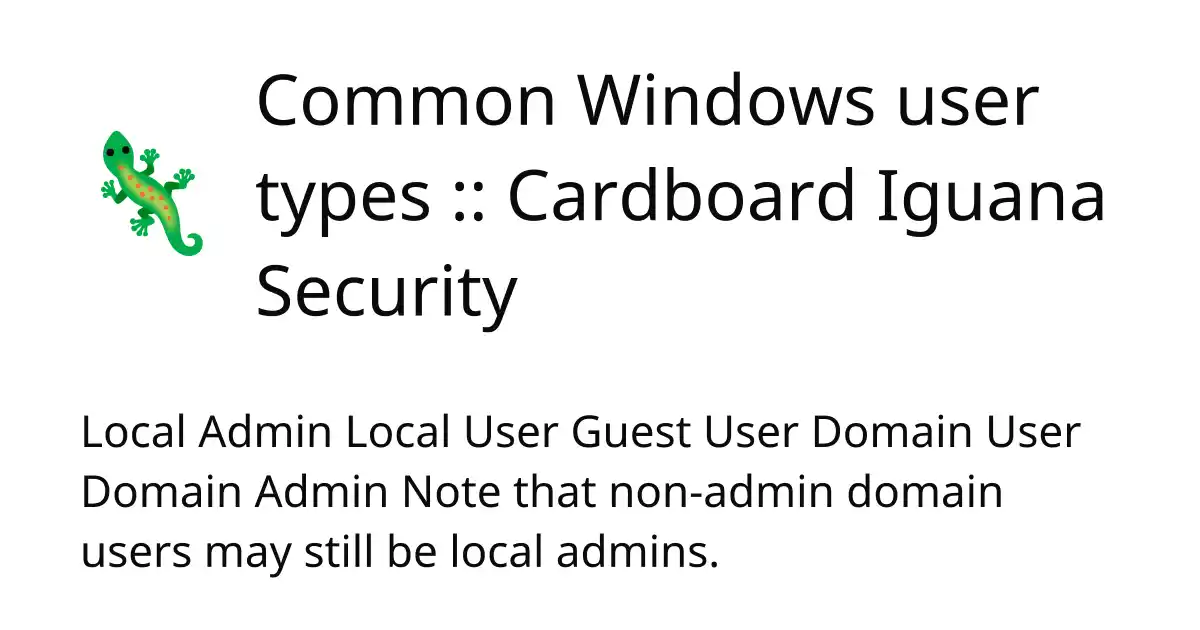 Common Windows user
types :: Cardboard Iguana
Security
Local Admin Local User Guest User Domain User
Domain Admin Note that non-admin domain
users may still be local admins.